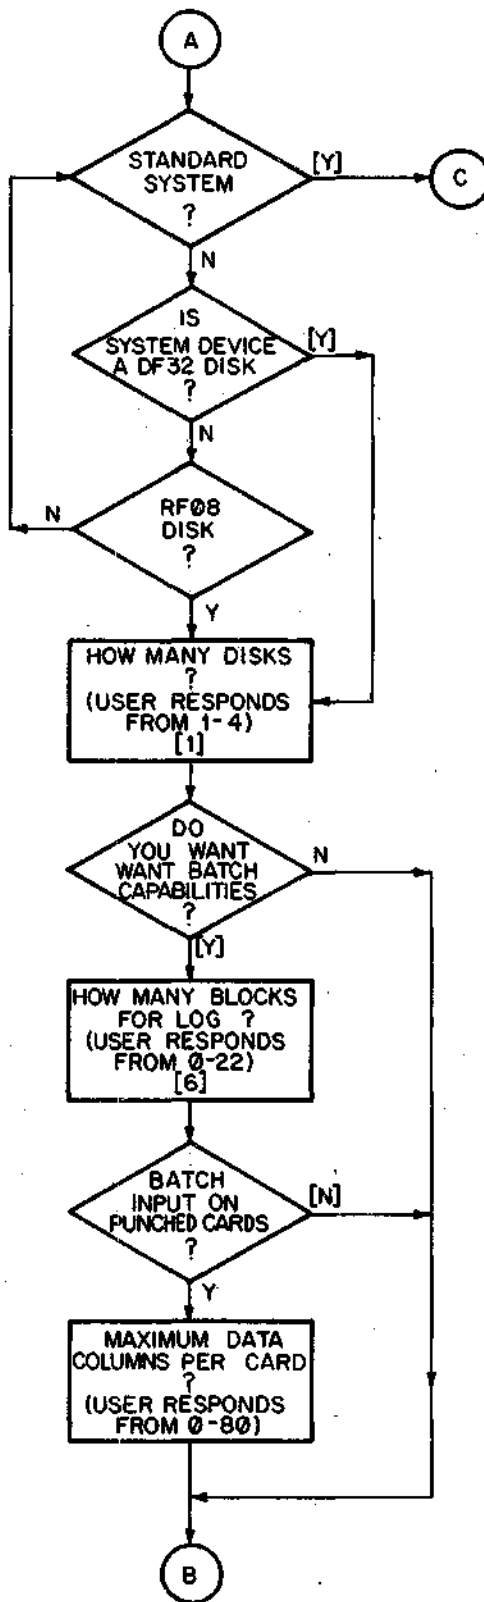 A
STANDARD
SYSTEM
?
[Y]
C
N
IS
SYSTEM DEVICE
A DF32 DISK
?
[Y]
N
RF08
DISK
?
N
Y
HOW MANY DISKS
?
(USER RESPONDS
FROM 1-4)
[1]
DO
YOU WANT
WANT BATCH
CAPABILITIES
?
N
[Y]
HOW MANY BLOCKS
FOR LOG ?
(USER RESPONDS
FROM 0-22)
[6]
BATCH
INPUT ON
PUNCHED CARDS
?
[N]
Y
MAXIMUM DATA
COLUMNS PER CARD
?
(USER RESPONDS
FROM 0-80)
B